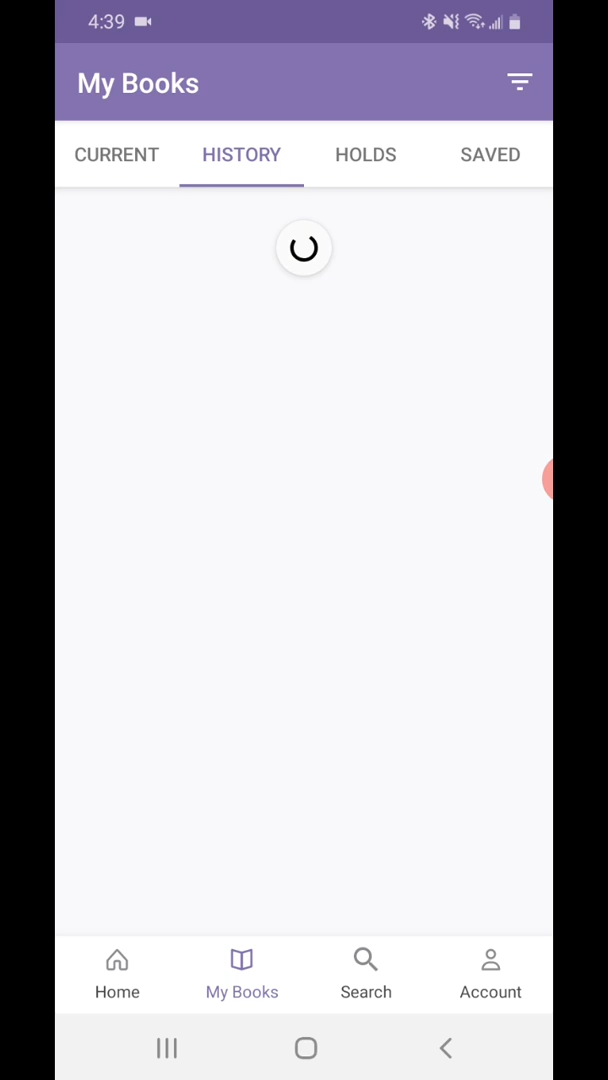 4:39
My Books
CURRENT HISTORY HOLDS SAVED
Home My Books Search Account